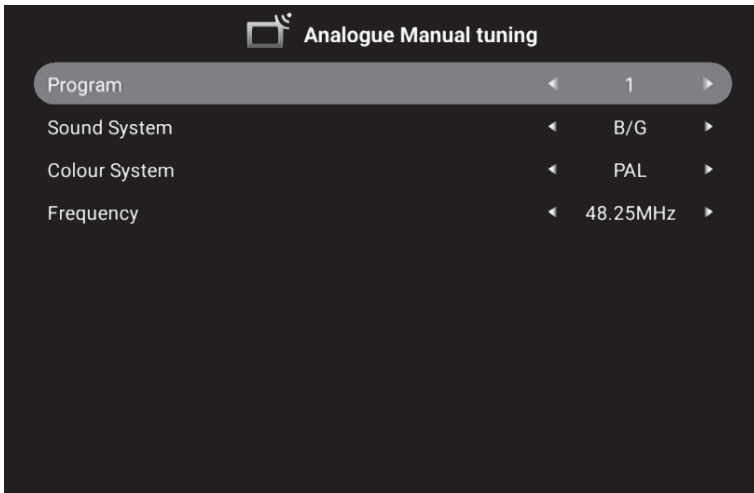 Analogue Manual tuning
Program 1
Sound System B/G
Colour System PAL
Frequency 48.25MHz